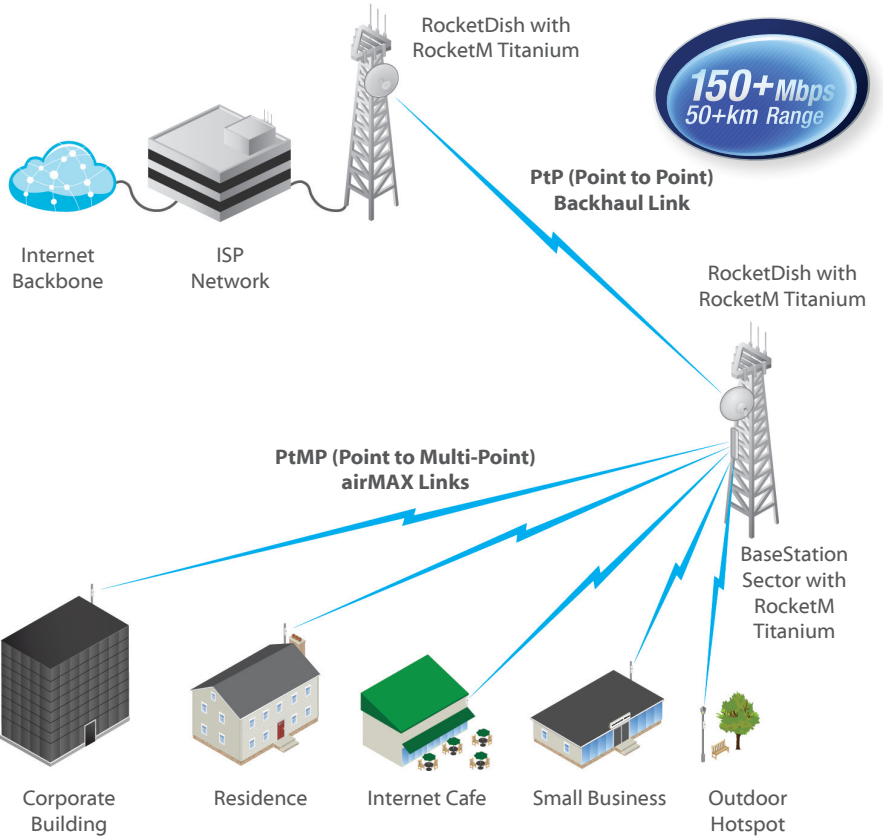 RocketDish with
RocketM Titanium
150+Mbps
50+km Range
PtP (Point to Point)
Backhaul Link
Internet
Backbone
ISP
Network
RocketDish with
RocketM Titanium
PtMP (Point to Multi-Point)
airMAX Links
BaseStation
Sector with
RocketM
Titanium
Corporate
Building
Residence
Internet Cafe
Small Business
Outdoor
Hotspot